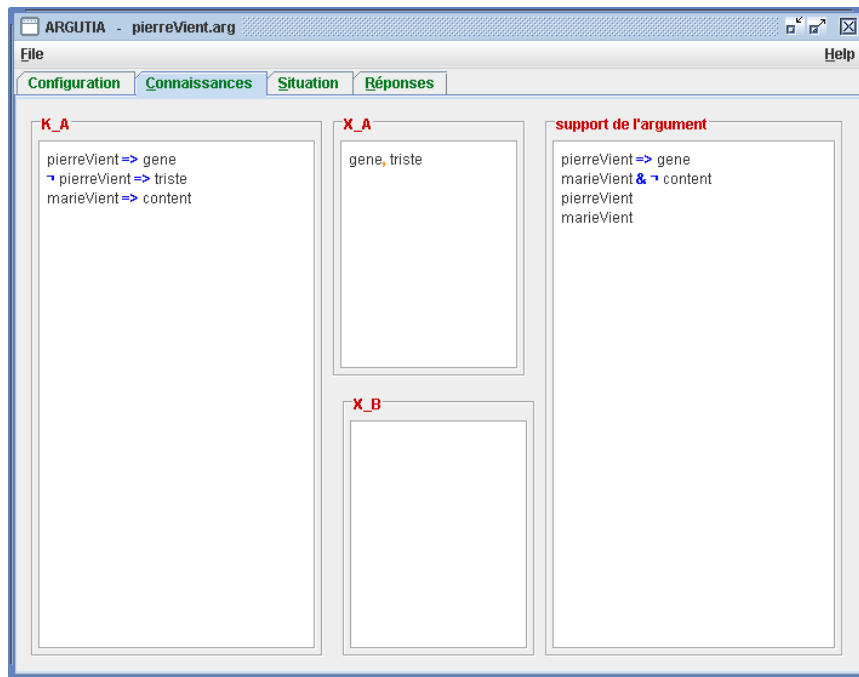 ARGUTIA - pierreVient.arg
File Help
Configuration Connaissances Situation Réponses
K_A
pierreVient => gene
¬ pierreVient => triste
marieVient => content
X_A
gene, triste
X_B
support de l'argument
pierreVient => gene
marieVient & ¬ content
pierreVient
marieVient